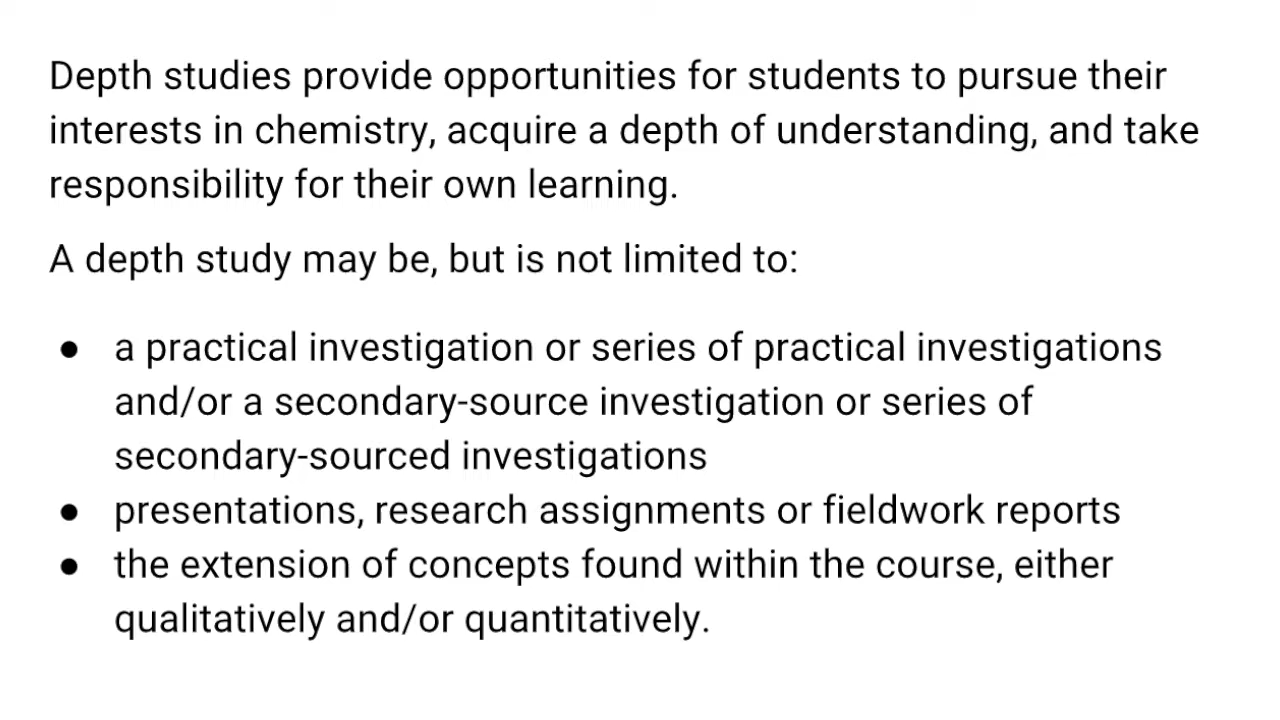 Depth studies provide opportunities for students to pursue their
interests in chemistry, acquire a depth of understanding, and take
responsibility for their own learning.
A depth study may be, but is not limited to:
● a practical investigation or series of practical investigations
and/or a secondary-source investigation or series of
secondary-sourced investigations
● presentations, research assignments or fieldwork reports
● the extension of concepts found within the course, either
qualitatively and/or quantitatively.